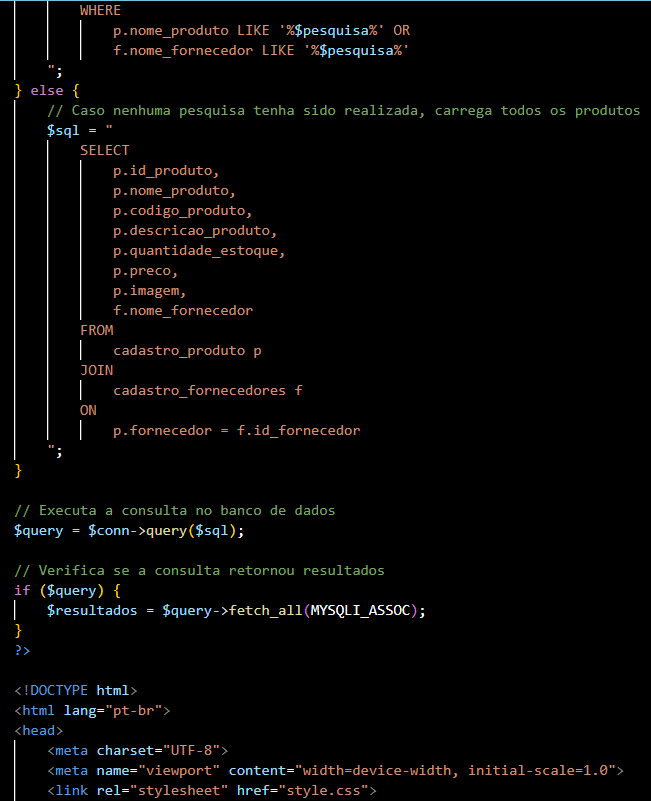 WHERE
p.nome_produto LIKE '%$pesquisa%' OR
f.nome_fornecedor LIKE '%$pesquisa%'
";
} else {
// Caso nenhuma pesquisa tenha sido realizada, carrega todos os produtos
$sql = "
SELECT
p.id_produto,
p.nome_produto,
p.codigo_produto,
p.descricao_produto,
p.quantidade_estoque,
p.preco,
p.imagem,
f.nome_fornecedor
FROM
cadastro_produto p
JOIN
cadastro_fornecedores f
ON
p.fornecedor = f.id_fornecedor
";
}
// Executa a consulta no banco de dados
$query = $conn->query($sql);
// Verifica se a consulta retornou resultados
if ($query) {
$resultados = $query->fetch_all(MYSQLI_ASSOC);
}
?>
<!DOCTYPE html>
<html lang="pt-br">
<head>
<meta charset="UTF-8">
<meta name="viewport" content="width=device-width, initial-scale=1.0">
<link rel="stylesheet" href="style.css">